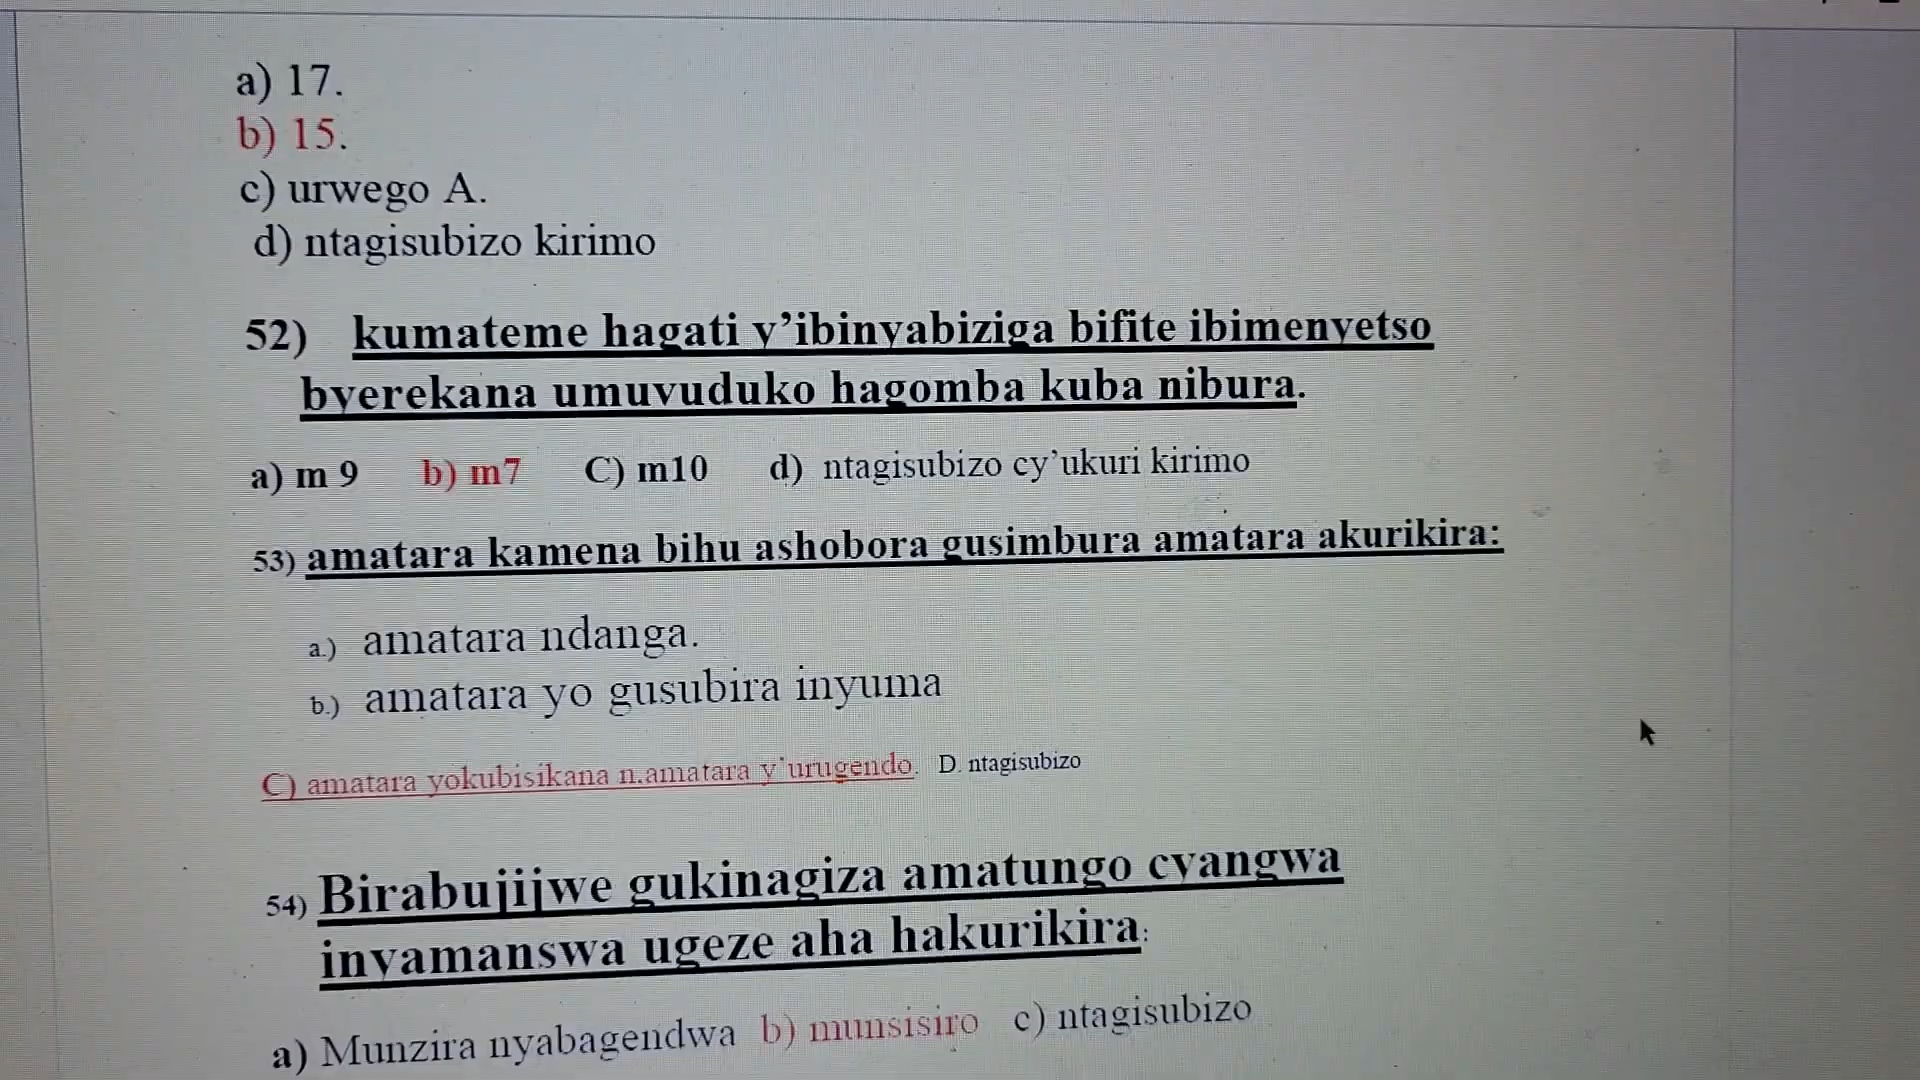 a) 17.
b) 15.
c) urwego A.
d) ntagisubizo kirimo
52) kumateme hagati y’ibinyabiziga bifite ibimenyetso
byerekana umuvuduko hagomba kuba nibura.
a) m 9 b) m7 C) m10 d) ntagisubizo cy’ukuri kirimo
53) amatara kamena bihu ashobora gusimbura amatara akurikira:
a.) amatara ndanga.
b.) amatara yo gusubira inyuma
C) amatara yokubisikana n.amatara y'urugendo. D. ntagisubizo
54) Birabujijwe gukinagiza amatungo cyangwa
inyamanswa ugeze aha hakurikira:
a) Munzira nyabagendwa b) munsisiro c) ntagisubizo